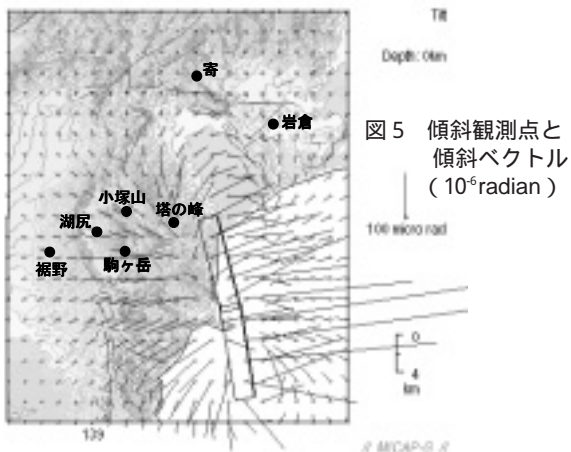 Tilt
Depth: 0km
寄
岩倉
図5 傾斜観測点と
傾斜ベクトル
(10⁻⁶radian)
小塚山
塔の峰
湖尻
100 micro rad
裾野
駒ヶ岳
0
4
km
139
// MICAP-G //